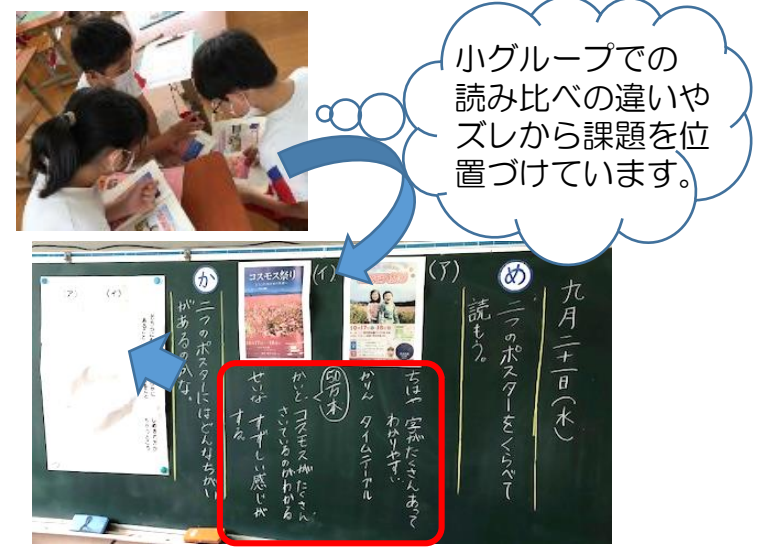 小グループでの
読み比べの違いや
ズレから課題を位
置づけています。
九月二十一日(水)
め
二つのポスターをくらべて
読もう。
(ア)
(イ)
コスモス祭り
ちはや 字がたくさんあって
わかりやすい
かりん タイムテーブル
50万本
かいと コスモスがたくさん
さいているのがわかる
せいな すずしい感じが
する。
か
二つのポスターにはどんなちがい
があるのかな。
(イ)
(ア)